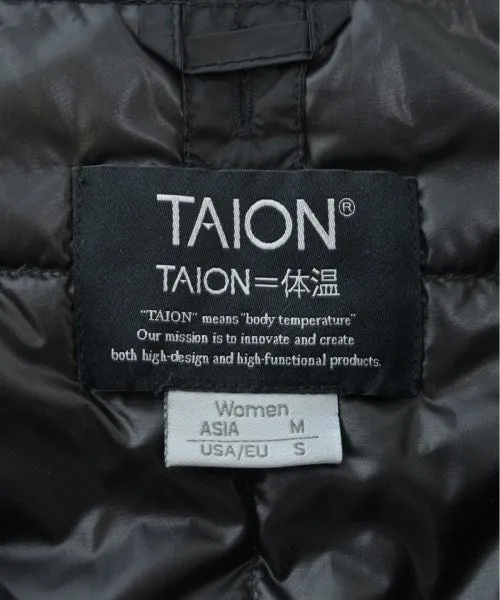 TAION®
TAION=体温
"TAION" means "body temperature"
Our mission is to innovate and create
both high-design and high-functional products.
Women
ASIA M
USA/EU S